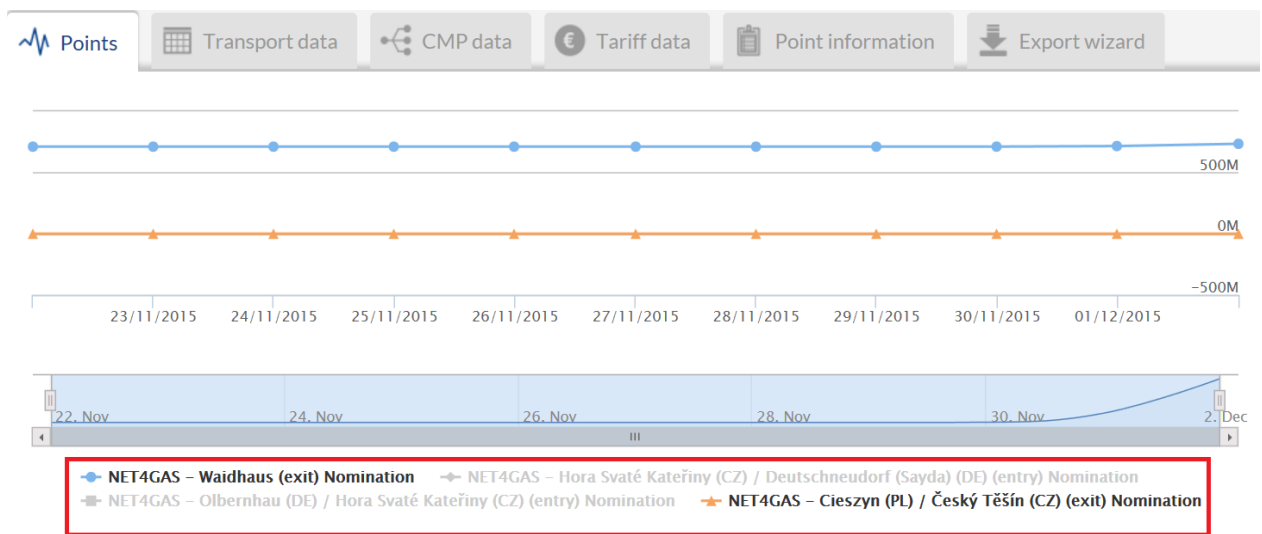 Points Transport data CMP data € Tariff data Point information Export wizard
500M
0M
-500M
23/11/2015 24/11/2015 25/11/2015 26/11/2015 27/11/2015 28/11/2015 29/11/2015 30/11/2015 01/12/2015
22. Nov 24. Nov 26. Nov 28. Nov 30. Nov 2. Dec
NET4GAS – Waidhaus (exit) Nomination NET4GAS – Hora Svaté Kateřiny (CZ) / Deutschneudorf (Sayda) (DE) (entry) Nomination
NET4GAS – Olbernhau (DE) / Hora Svaté Kateřiny (CZ) (entry) Nomination NET4GAS – Cieszyn (PL) / Český Těšín (CZ) (exit) Nomination